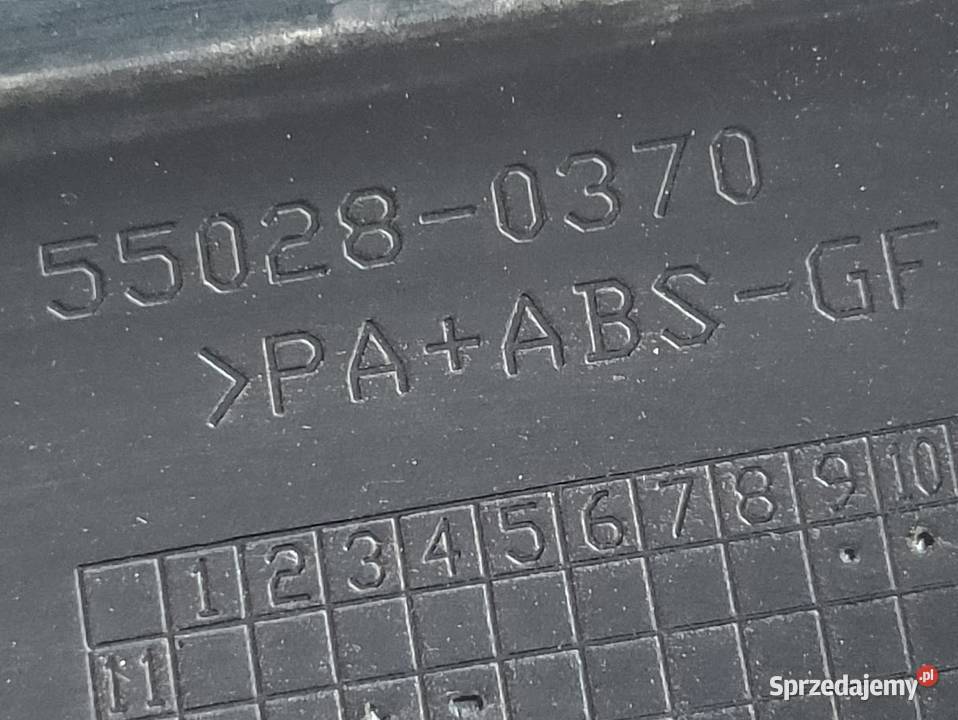 55028-0370
>PA+ABS-GF
1 2 3 4 5 6 7 8 9 10
11
Sprzedajemy.pl